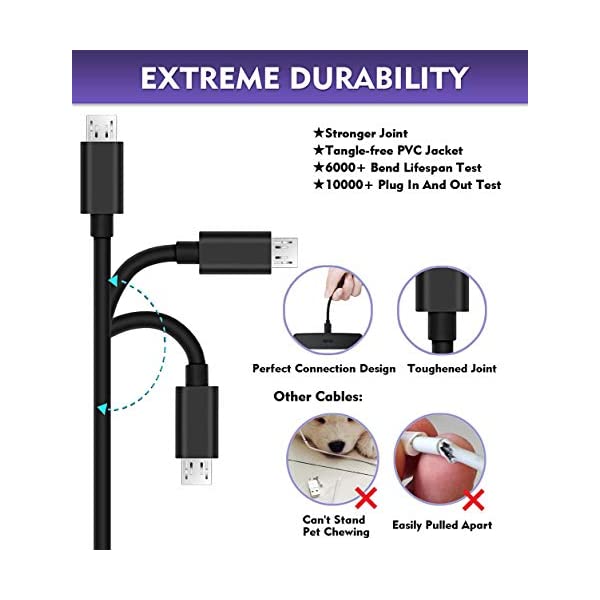 EXTREME DURABILITY
★Stronger Joint
★Tangle-free PVC Jacket
★6000+ Bend Lifespan Test
★10000+ Plug In And Out Test
Perfect Connection Design
Toughened Joint
Other Cables:
Can't Stand
Pet Chewing
Easily Pulled Apart